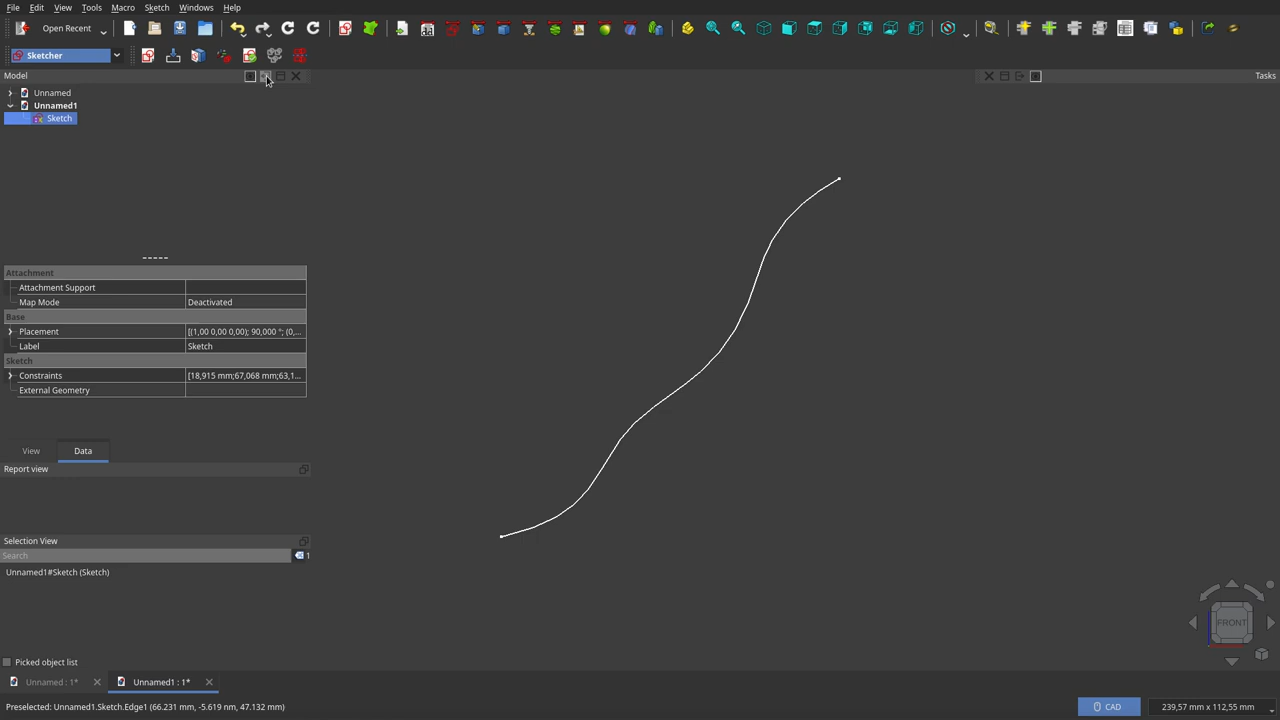 File Edit View Tools Macro Sketch Windows Help
Open Recent
Sketcher
Model
Tasks
Unnamed
Unnamed1
Sketch
Attachment
Attachment Support
Map Mode Deactivated
Base
Placement [(1,00 0,00 0,00); 90,000 °; (0,...
Label Sketch
Sketch
Constraints [18,915 mm;67,068 mm;63,1...
External Geometry
View Data
Report view
Selection View
Search 1
Unnamed1#Sketch (Sketch)
FRONT
Picked object list
Unnamed : 1* Unnamed1 : 1*
Preselected: Unnamed1.Sketch.Edge1 (66.231 mm, -5.619 nm, 47.132 mm) CAD 239,57 mm x 112,55 mm